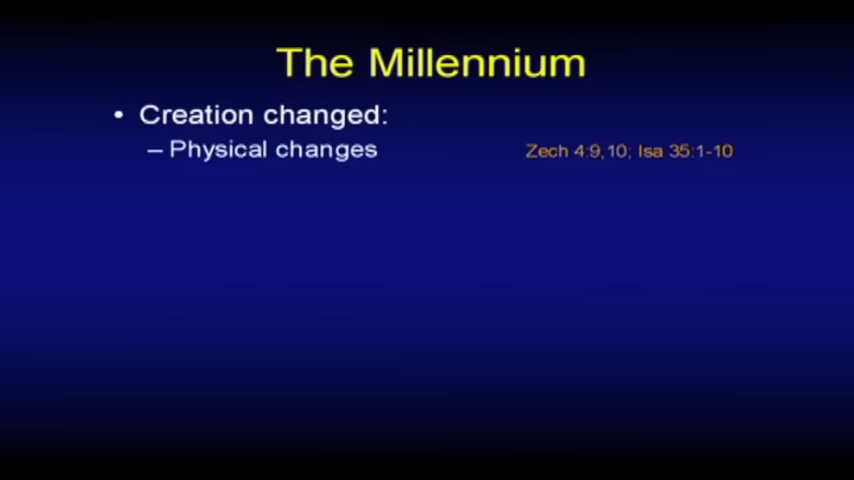 The Millennium
• Creation changed:
– Physical changes Zech 4:9,10; Isa 35:1-10